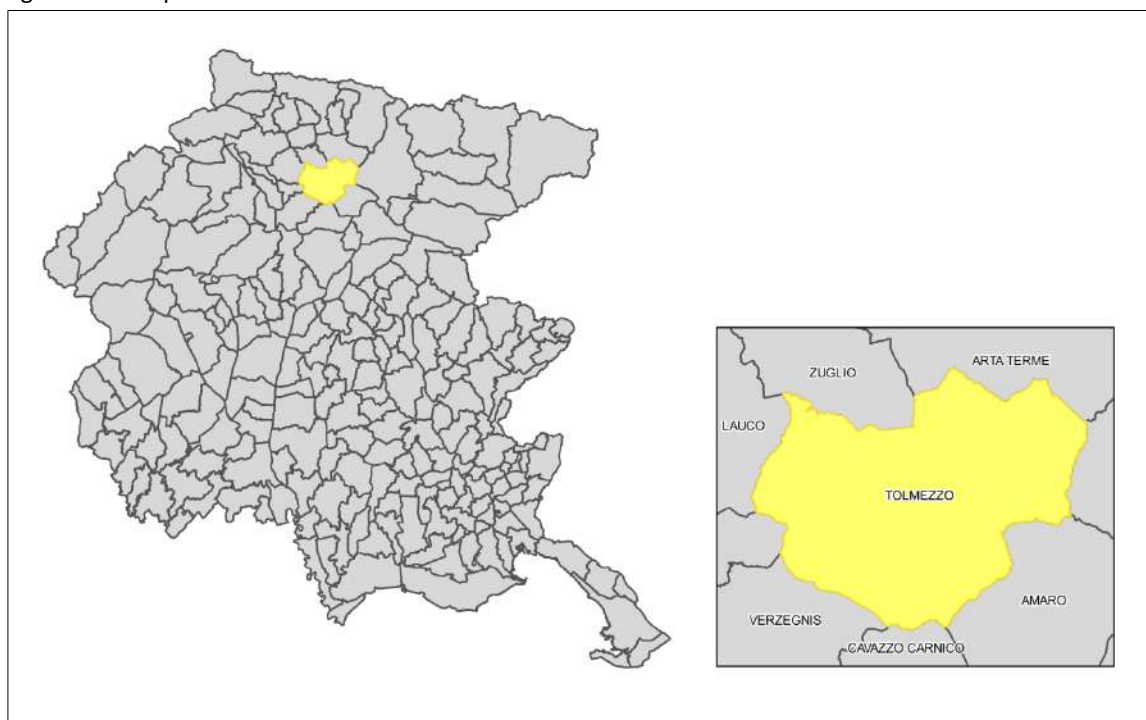 ZUGLIO
ARTA TERME
LAUCO
TOLMEZZO
VERZEGNIS
AMARO
CAVAZZO CARNICO